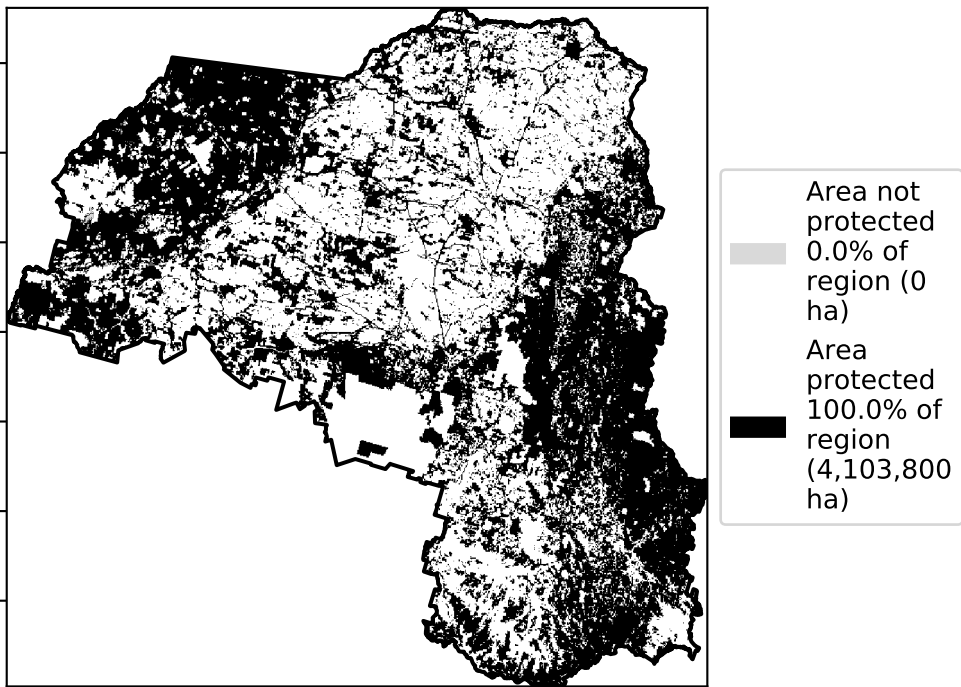 Area not
protected
0.0% of
region (0
ha)
Area
protected
100.0% of
region
(4,103,800
ha)